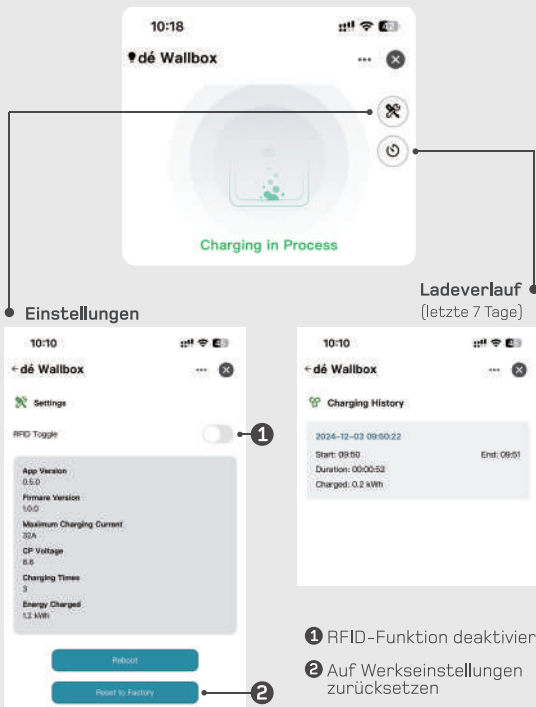 10:18
dé Wallbox
Charging in Process
Einstellungen
Ladeverlauf
(letzte 7 Tage)
10:10
dé Wallbox
Settings
RFID Toggle
1
App Version
0.5.0
Firmare Version
1.0.0
Maximum Charging Current
32A
CP Voltage
8.8
Charging Times
3
Energy Charged
1.2 kWh
Reboot
Reset to Factory
2
10:10
dé Wallbox
Charging History
2024-12-03 09:50:22
Start: 09:50 End: 09:51
Duration: 00:00:52
Charged: 0.2 kWh
1 RFID-Funktion deaktivier
2 Auf Werkseinstellungen
zurücksetzen